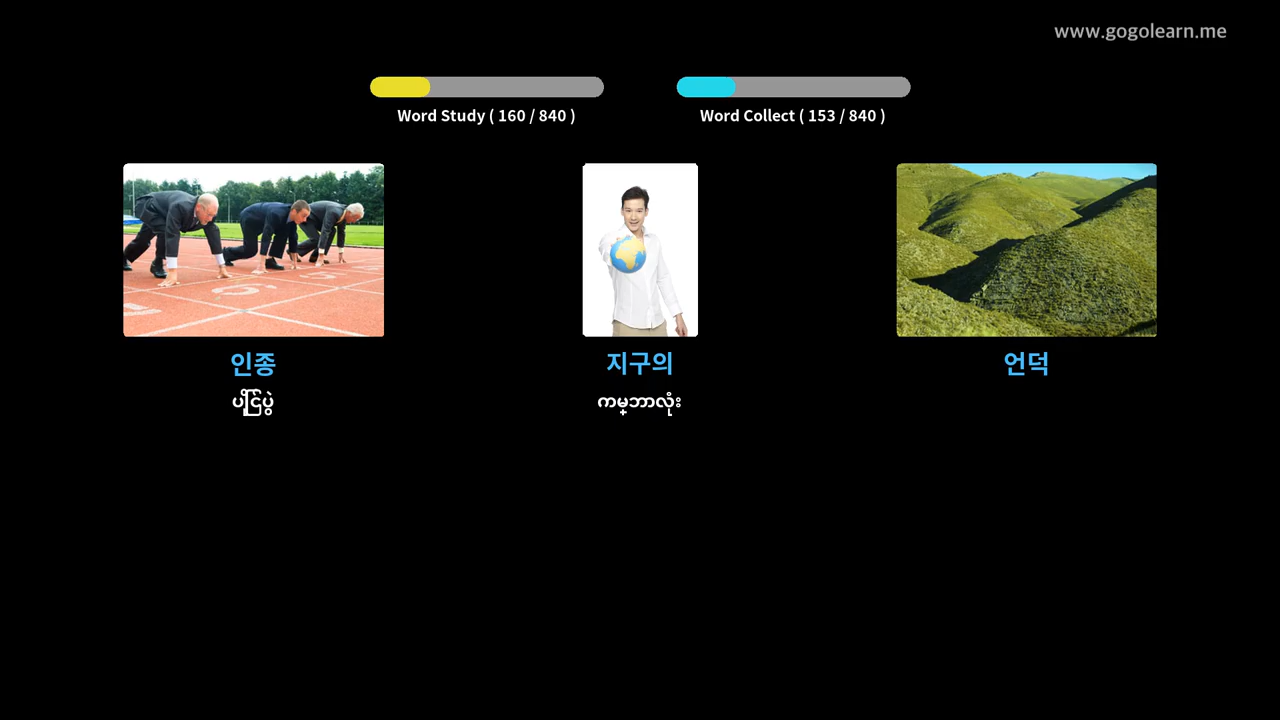 www.gogolearn.me
Word Study ( 160 / 840 )
Word Collect ( 153 / 840 )
인종
지구의
언덕
ပြိုင်ပွဲ
ကမ္ဘာလုံး